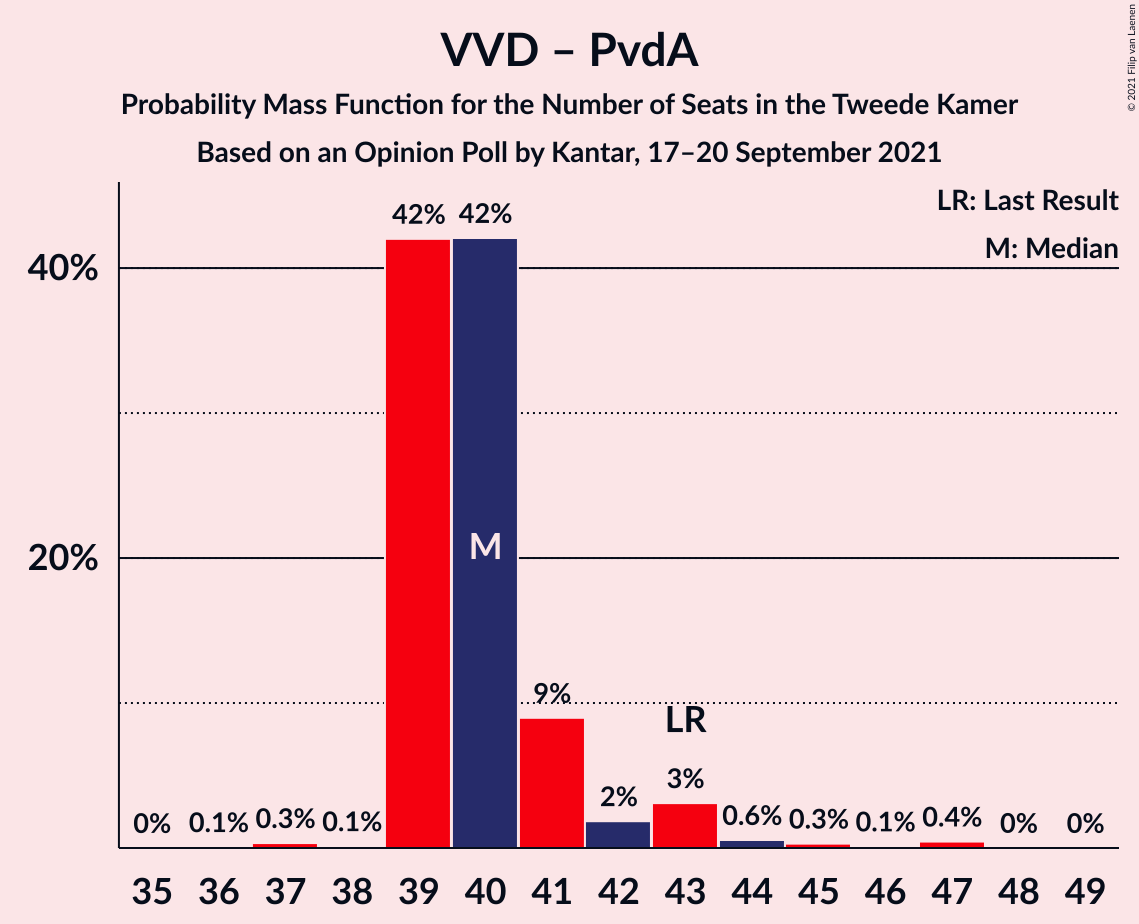 VVD – PvdA
Probability Mass Function for the Number of Seats in the Tweede Kamer
Based on an Opinion Poll by Kantar, 17–20 September 2021
© 2021 Filip van Laenen
LR: Last Result
M: Median
40%
20%
42% 42%
M
9%
LR
0% 0.1% 0.3% 0.1% 2% 3% 0.6% 0.3% 0.1% 0.4% 0% 0%
35 36 37 38 39 40 41 42 43 44 45 46 47 48 49